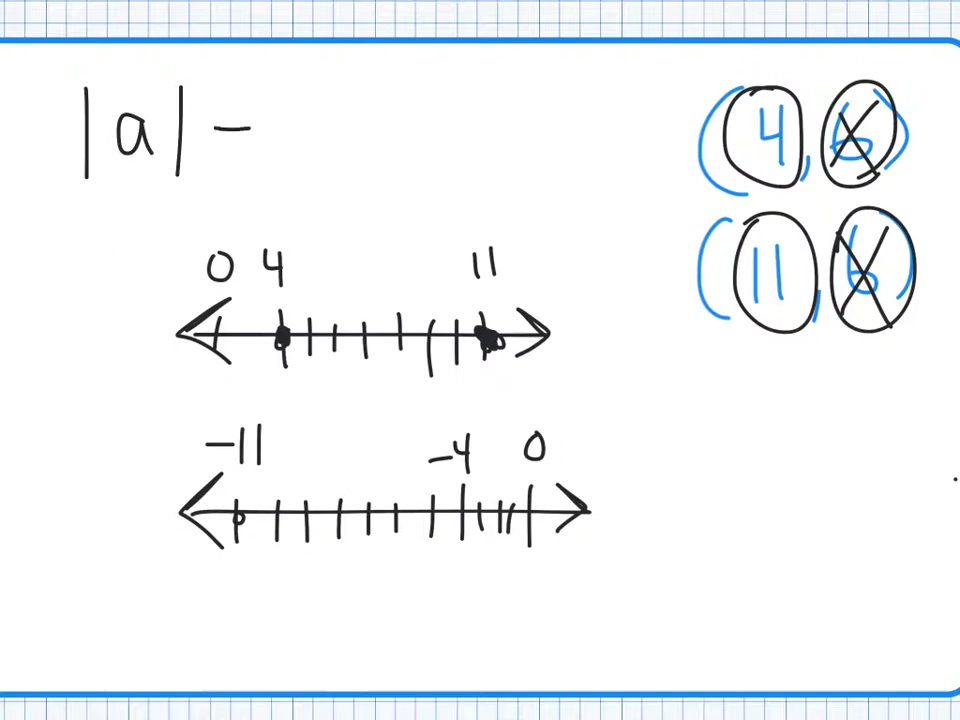 |a| −
(4, 6)
(11, 6)
0 4 11
−11 −4 0